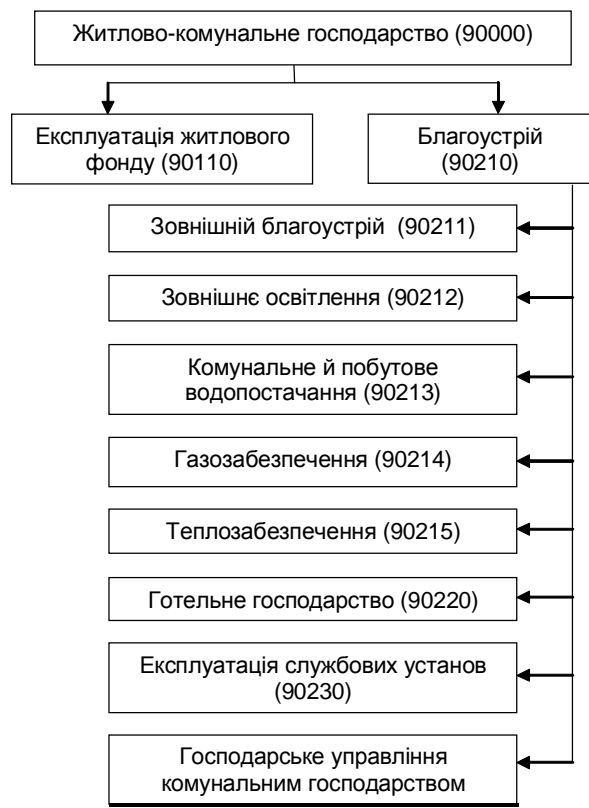 Житлово-комунальне господарство (90000)
Експлуатація житлового
фонду (90110)
Благоустрій
(90210)
Зовнішній благоустрій (90211)
Зовнішнє освітлення (90212)
Комунальне й побутове
водопостачання (90213)
Газозабезпечення (90214)
Теплозабезпечення (90215)
Готельне господарство (90220)
Експлуатація службових установ
(90230)
Господарське управління
комунальним господарством